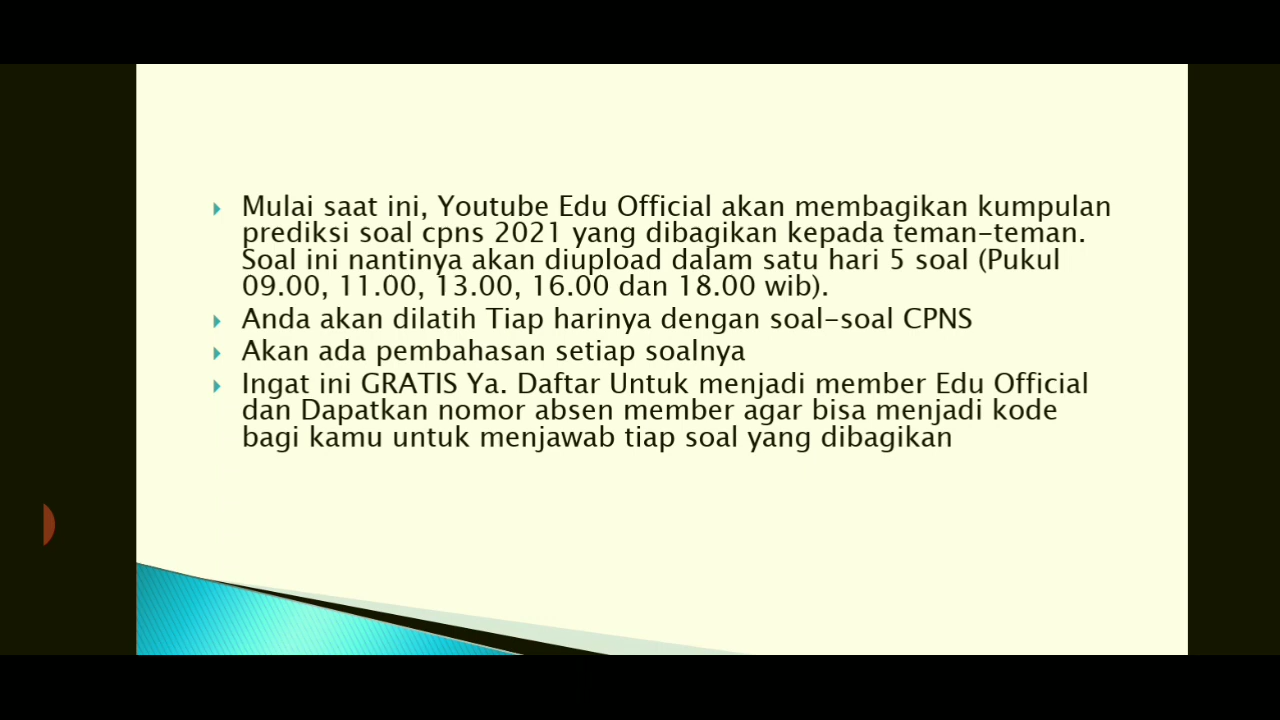 Mulai saat ini, Youtube Edu Official akan membagikan kumpulan
prediksi soal cpns 2021 yang dibagikan kepada teman-teman.
Soal ini nantinya akan diupload dalam satu hari 5 soal (Pukul
09.00, 11.00, 13.00, 16.00 dan 18.00 wib).
Anda akan dilatih Tiap harinya dengan soal-soal CPNS
Akan ada pembahasan setiap soalnya
Ingat ini GRATIS Ya. Daftar Untuk menjadi member Edu Official
dan Dapatkan nomor absen member agar bisa menjadi kode
bagi kamu untuk menjawab tiap soal yang dibagikan